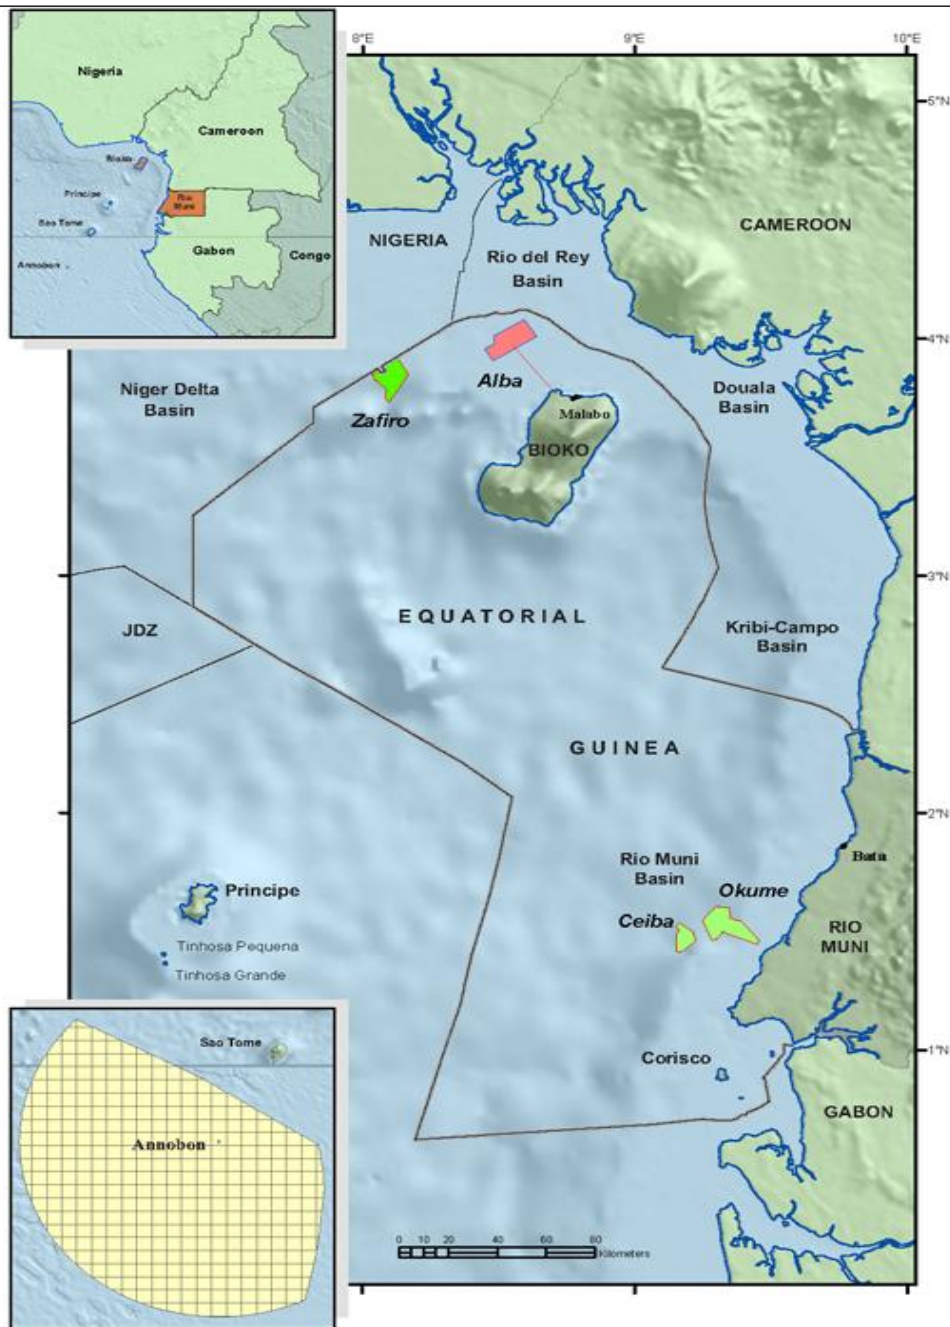 Nigeria
Cameroon
Bioko
Principe
Rio
Muni
Sao Tome
Gabon
Congo
Annobon
8°E
9°E
10°E
5°N
4°N
3°N
2°N
1°N
NIGERIA
CAMEROON
Rio del Rey
Basin
Niger Delta
Basin
Alba
Zafiro
Douala
Basin
Malabo
BIOKO
JDZ
EQUATORIAL
Kribi-Campo
Basin
GUINEA
Bata
Rio Muni
Basin
Okume
Ceiba
RIO
MUNI
Principe
Tinhosa Pequena
Tinhosa Grande
Corisco
GABON
Sao Tome
Annobon
0 10 20 40 60 80
Kilometers